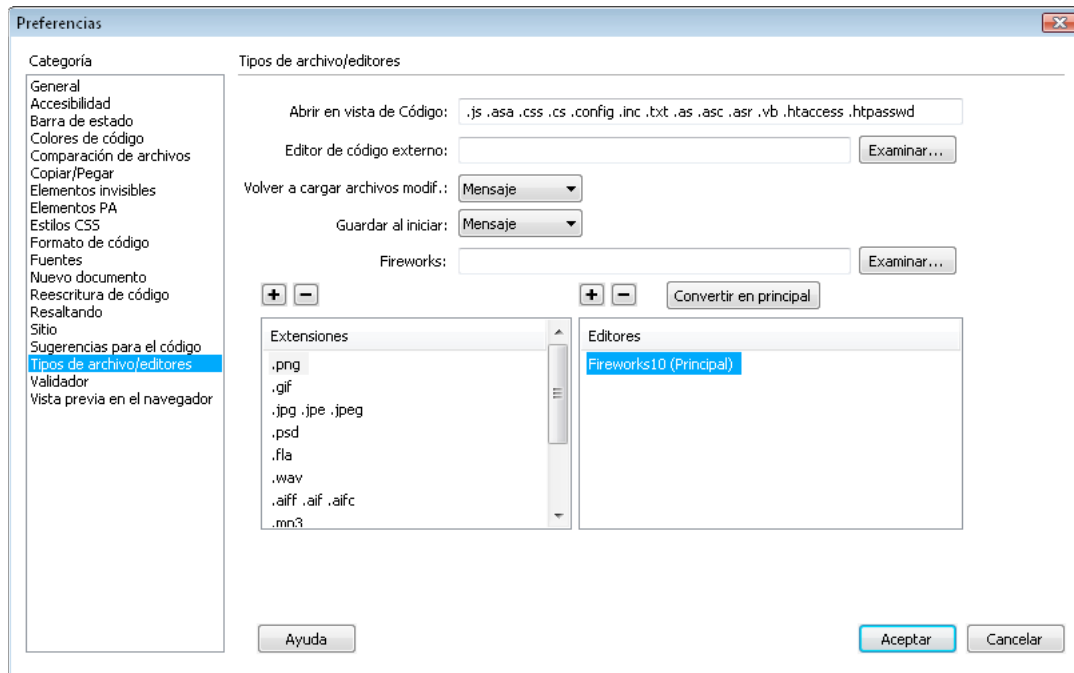 Preferencias
Categoría
General
Accesibilidad
Barra de estado
Colores de código
Comparación de archivos
Copiar/Pegar
Elementos invisibles
Elementos PA
Estilos CSS
Formato de código
Fuentes
Nuevo documento
Reescritura de código
Resaltando
Sitio
Sugerencias para el código
Tipos de archivo/editores
Validador
Vista previa en el navegador
Tipos de archivo/editores
Abrir en vista de Código: .js .asa .css .cs .config .inc .txt .as .asc .asr .vb .htaccess .htpasswd
Editor de código externo: Examinar...
Volver a cargar archivos modif.: Mensaje
Guardar al iniciar: Mensaje
Fireworks: Examinar...
Convertir en principal
Extensiones
.png
.gif
.jpg .jpe .jpeg
.psd
.fla
.wav
.aiff .aif .aifc
.mp3
Editores
Fireworks10 (Principal)
Ayuda
Aceptar
Cancelar